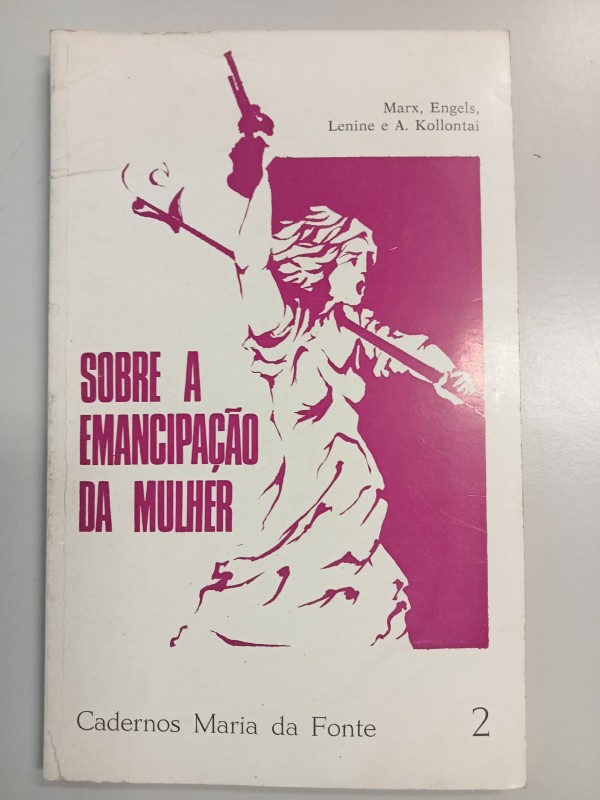 Marx, Engels,
Lenine e A. Kollontai
SOBRE A
EMANCIPAÇÃO
DA MULHER
Cadernos Maria da Fonte 2